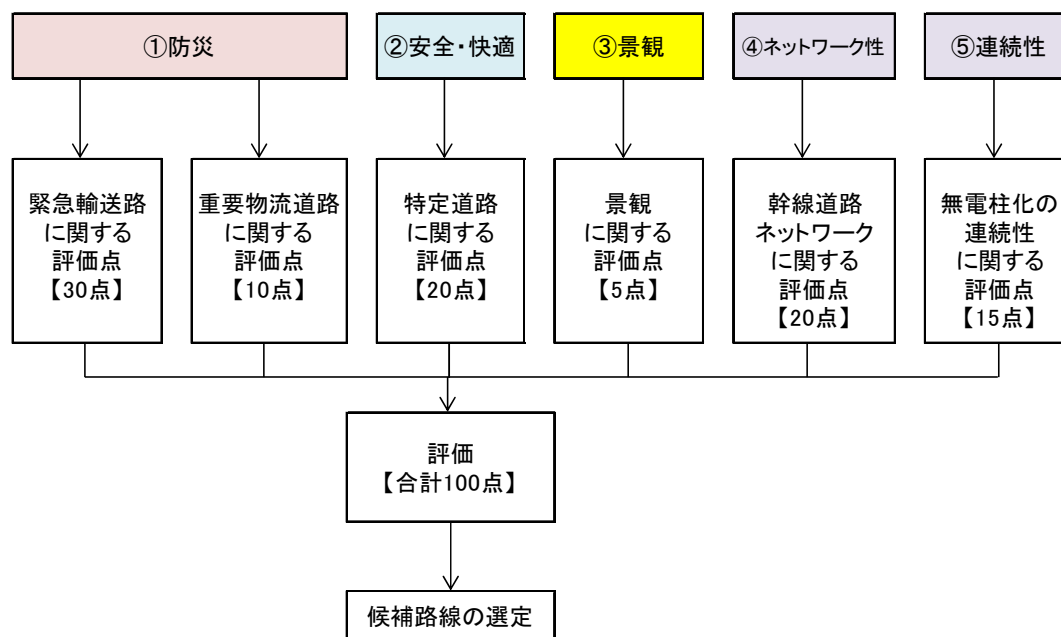 ①防災
②安全・快適
③景観
④ネットワーク性
⑤連続性
緊急輸送路
に関する
評価点
【30点】
重要物流道路
に関する
評価点
【10点】
特定道路
に関する
評価点
【20点】
景観
に関する
評価点
【5点】
幹線道路
ネットワーク
に関する
評価点
【20点】
無電柱化の
連続性
に関する
評価点
【15点】
評価
【合計100点】
候補路線の選定